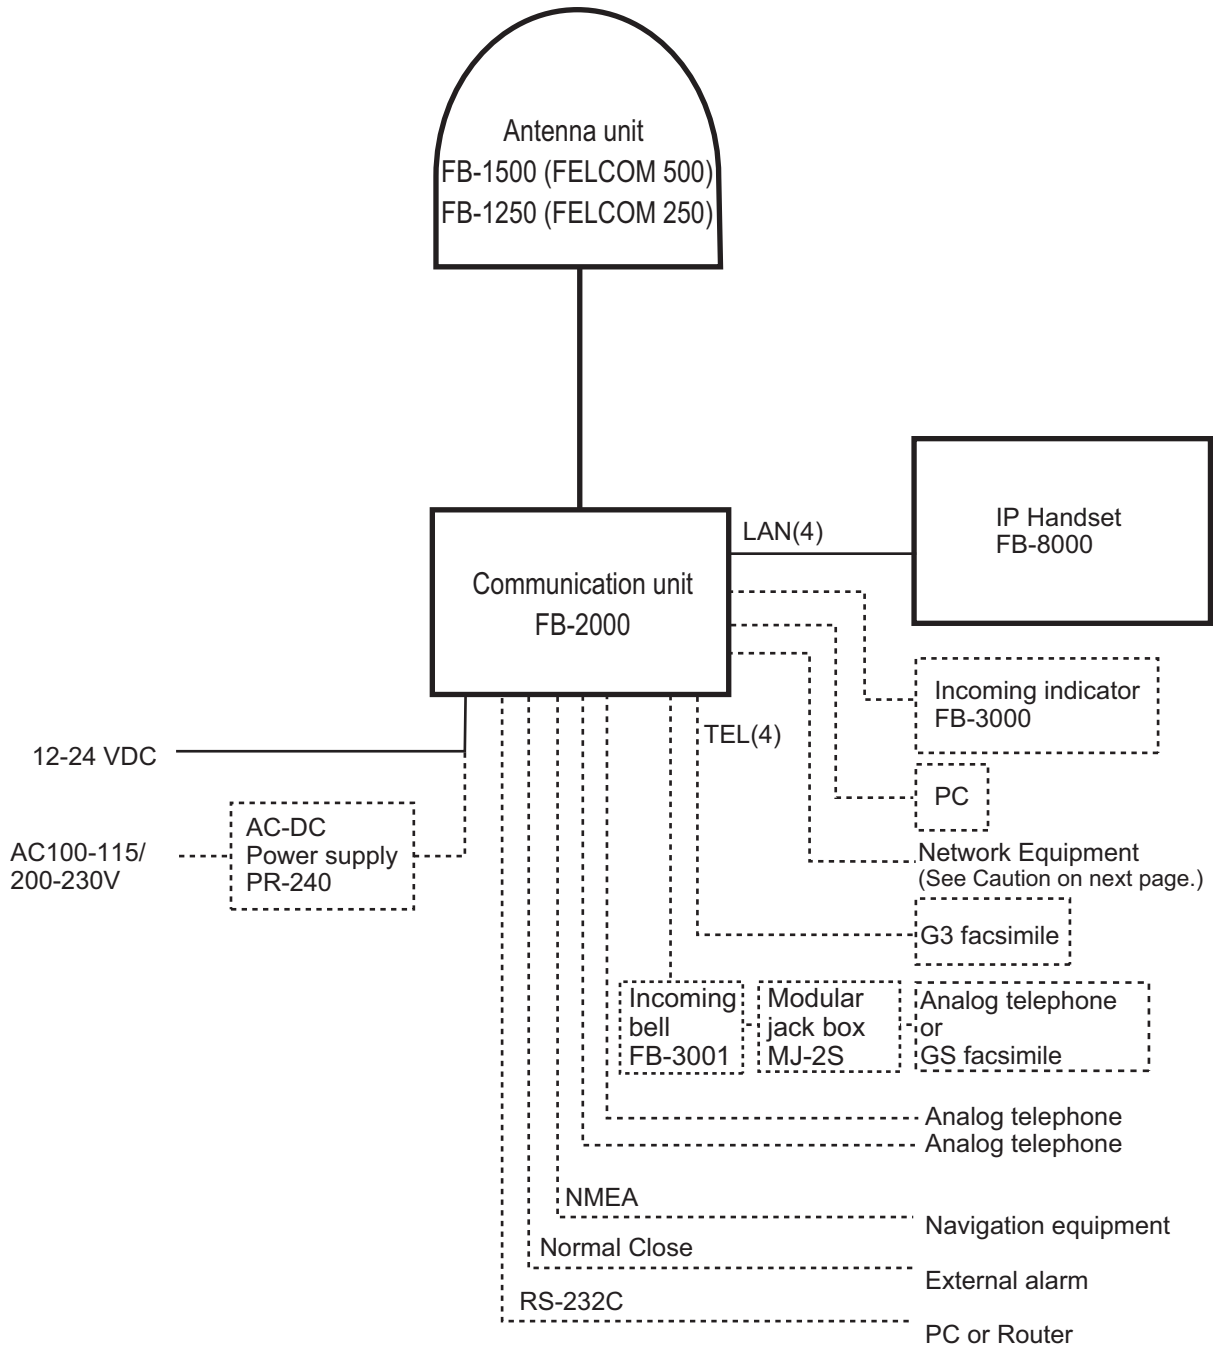 Antenna unit
FB-1500 (FELCOM 500)
FB-1250 (FELCOM 250)
LAN(4)
IP Handset
FB-8000
Communication unit
FB-2000
Incoming indicator
FB-3000
TEL(4)
12-24 VDC
PC
AC-DC
Power supply
PR-240
AC100-115/
200-230V
Network Equipment
(See Caution on next page.)
G3 facsimile
Incoming
bell
FB-3001
Modular
jack box
MJ-2S
Analog telephone
or
GS facsimile
Analog telephone
Analog telephone
NMEA
Navigation equipment
Normal Close
External alarm
RS-232C
PC or Router